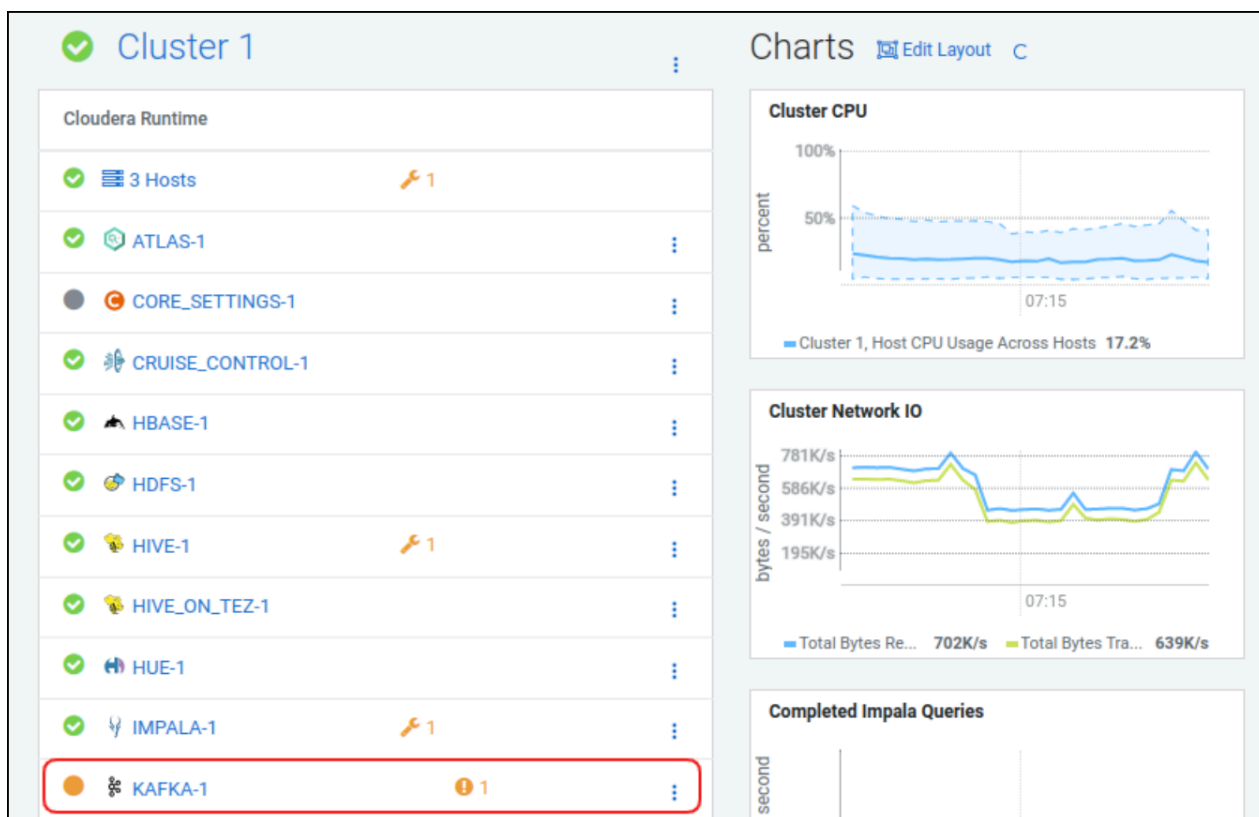 Cluster 1
Cloudera Runtime
3 Hosts 1
ATLAS-1
CORE_SETTINGS-1
CRUISE_CONTROL-1
HBASE-1
HDFS-1
HIVE-1 1
HIVE_ON_TEZ-1
HUE-1
IMPALA-1 1
KAFKA-1 1
Charts Edit Layout
Cluster CPU
percent
100%
50%
07:15
Cluster 1, Host CPU Usage Across Hosts 17.2%
Cluster Network IO
bytes / second
781K/s
586K/s
391K/s
195K/s
07:15
Total Bytes Re... 702K/s Total Bytes Tra... 639K/s
Completed Impala Queries
second